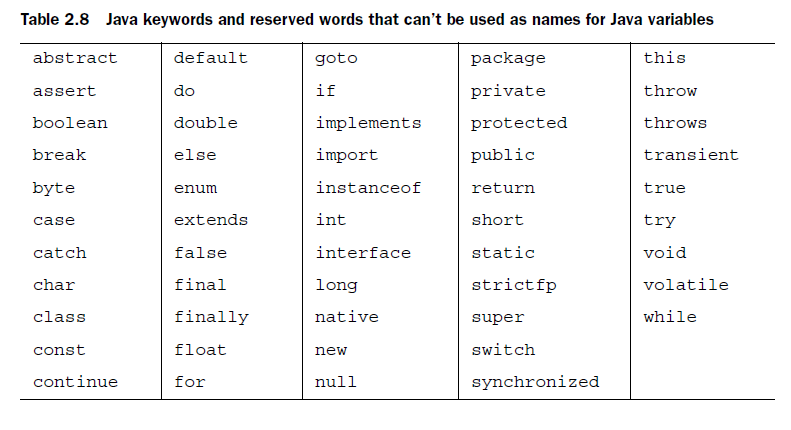 Table 2.8 Java keywords and reserved words that can't be used as names for Java variables
abstract default goto package this
assert do if private throw
boolean double implements protected throws
break else import public transient
byte enum instanceof return true
case extends int short try
catch false interface static void
char final long strictfp volatile
class finally native super while
const float new switch
continue for null synchronized